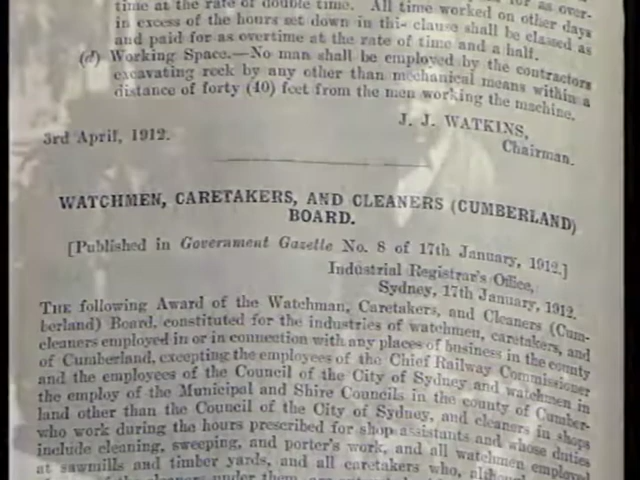 time at the rate of double time. All time worked on other days
in excess of the hours set down in this clause shall be classed as
and paid for as overtime at the rate of time and a half.
(d) Working Space.—No man shall be employed by the contractors
excavating rock by any other than mechanical means within a
distance of forty (40) feet from the men working the machine.
J. J. WATKINS,
Chairman.
3rd April, 1912.
WATCHMEN, CARETAKERS, AND CLEANERS (CUMBERLAND)
BOARD.
[Published in Government Gazette No. 8 of 17th January, 1912.]
Industrial Registrar's Office,
Sydney, 17th January, 1912.
THE following Award of the Watchman, Caretakers, and Cleaners (Cum-
berland) Board, constituted for the industries of watchmen, caretakers, and
cleaners employed in or in connection with any places of business in the county
of Cumberland, excepting the employees of the Chief Railway Commissioner
and the employees of the Council of the City of Sydney and watchmen in
the employ of the Municipal and Shire Councils in the county of Cumber-
land other than the Council of the City of Sydney, and cleaners in shops
who work during the hours prescribed for shop assistants and whose duties
include cleaning, sweeping, and porter's work, and all watchmen employed
at sawmills and timber yards, and all caretakers who, although